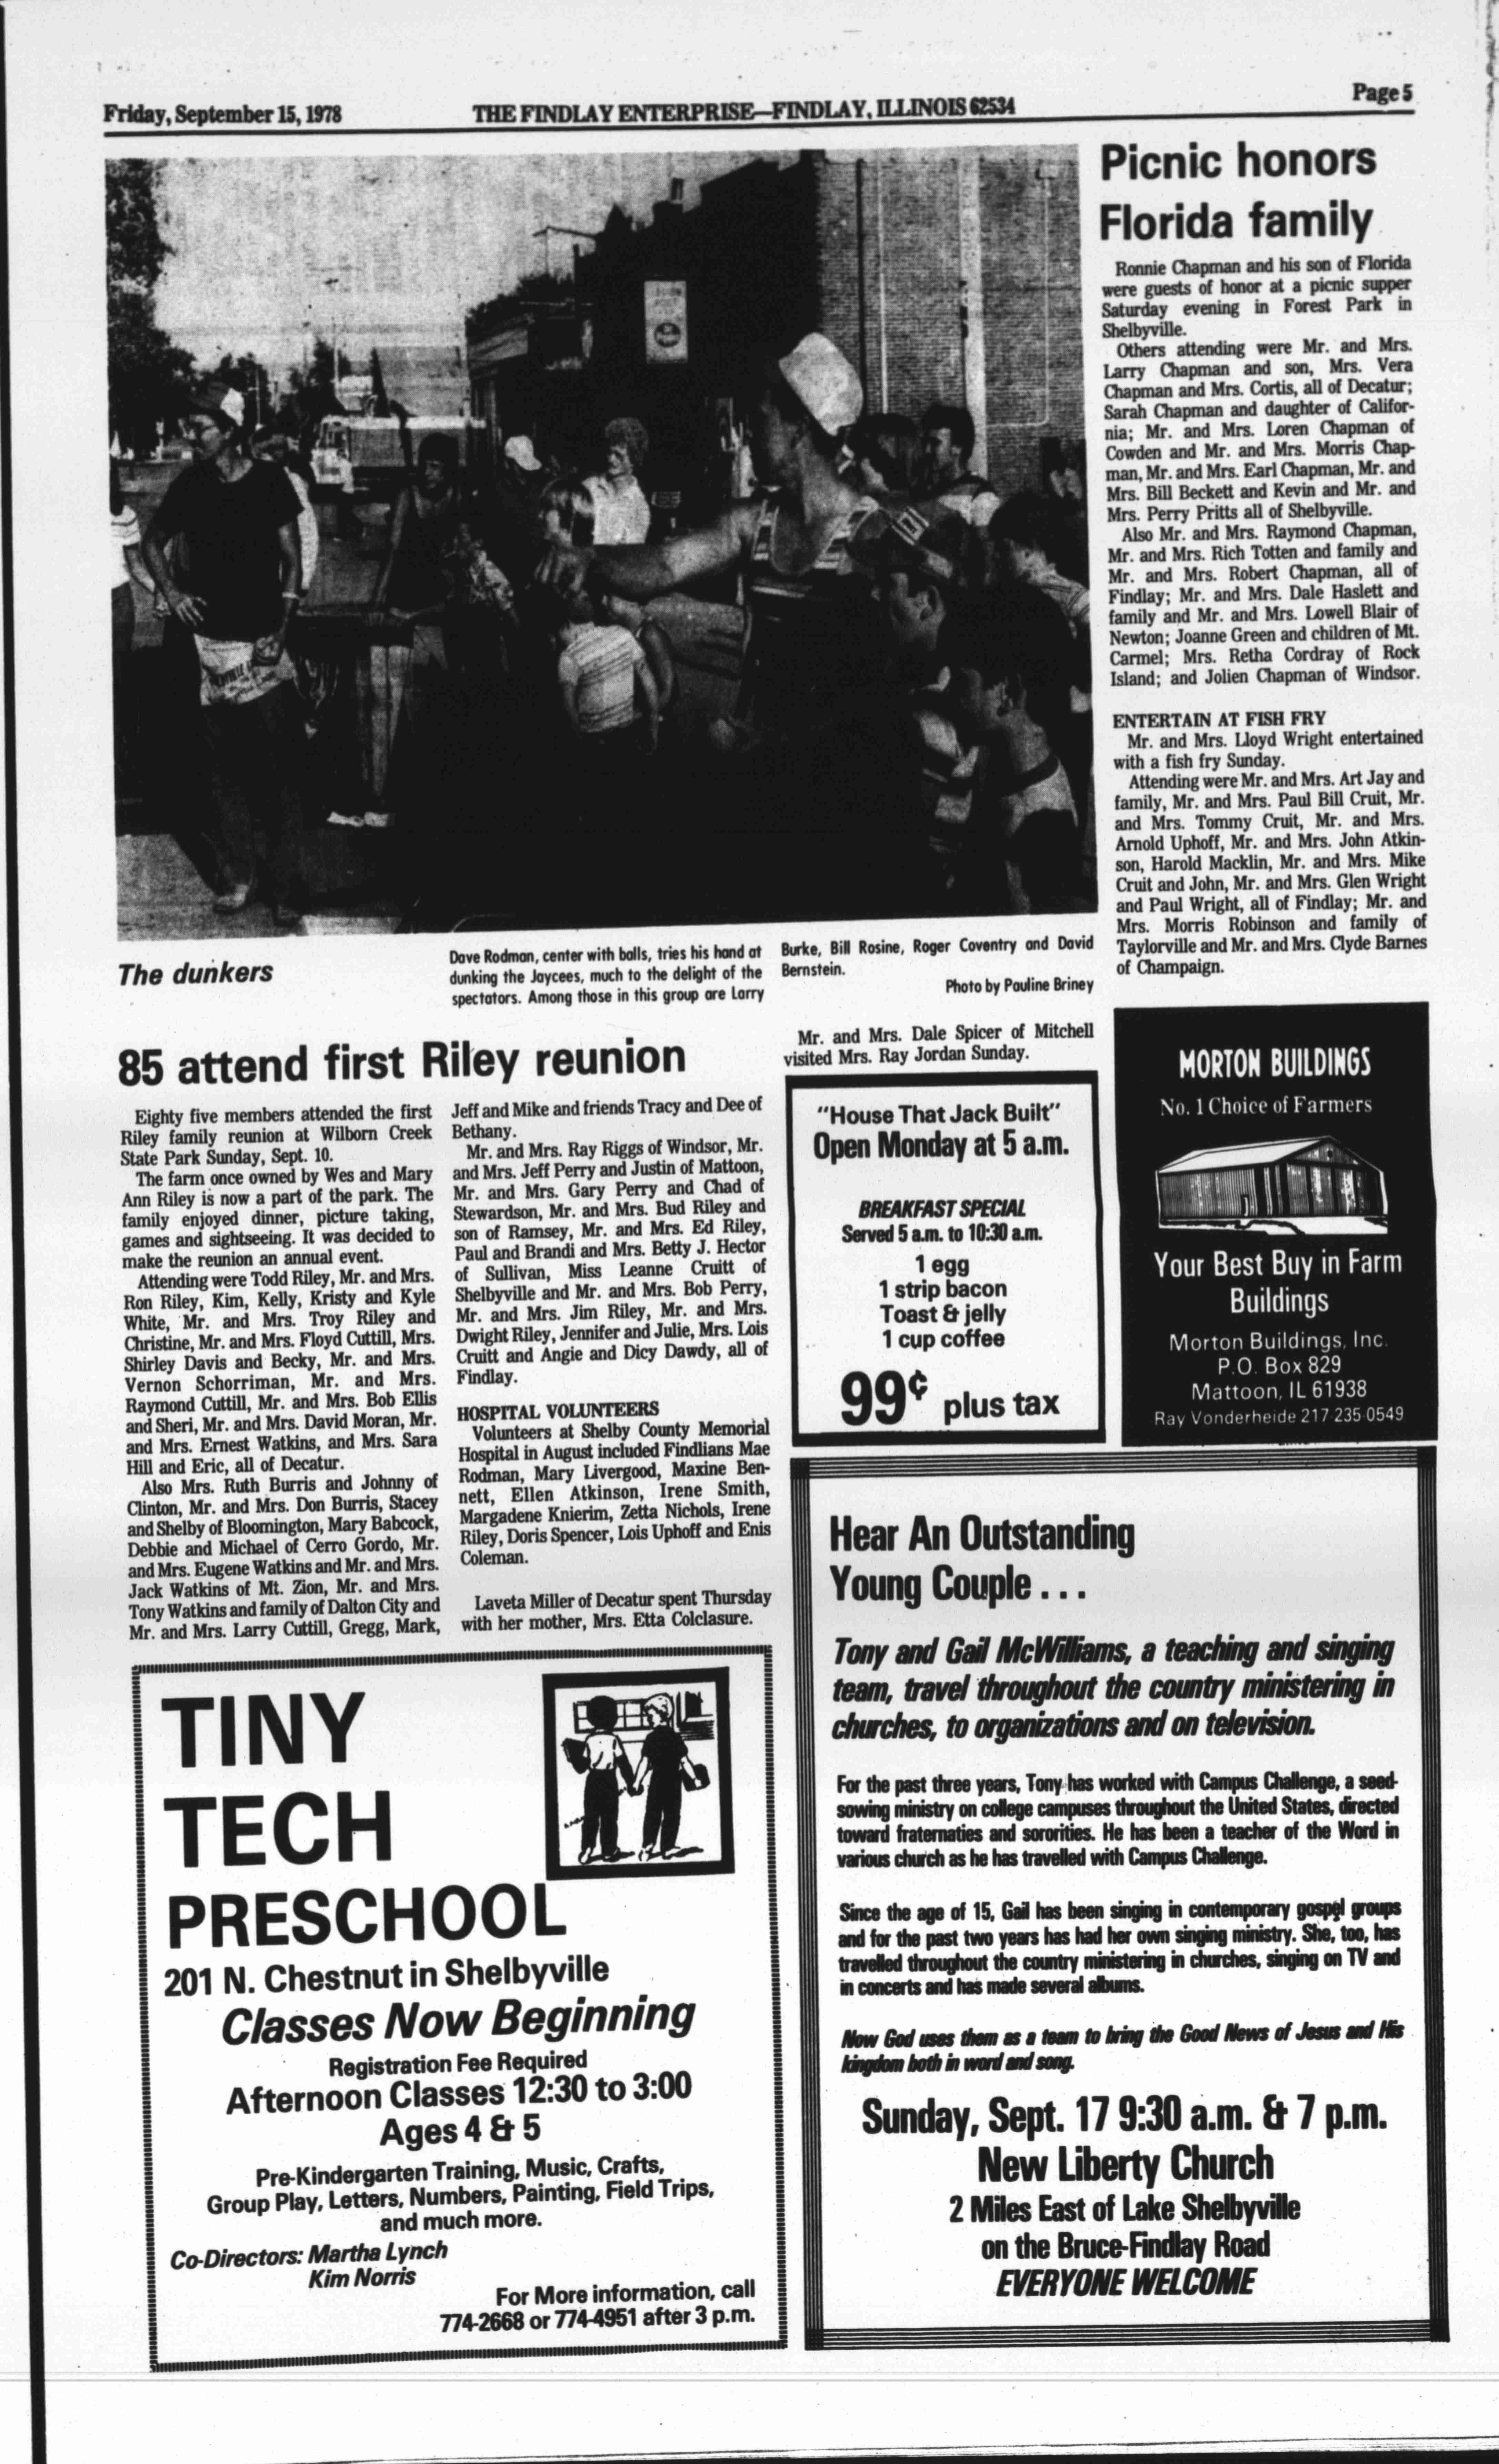 Friday, September 15, 1978
THE FINDLAY ENTERPRISE—FINDLAY, ILLINOIS 62534
Page 5
The dunkers
Dave Rodman, center with balls, tries his hand at
dunking the Jaycees, much to the delight of the
spectators. Among those in this group are Larry
Burke, Bill Rosine, Roger Coventry and David
Bernstein.
Photo by Pauline Briney
Picnic honors
Florida family
Ronnie Chapman and his son of Florida
were guests of honor at a picnic supper
Saturday evening in Forest Park in
Shelbyville.
Others attending were Mr. and Mrs.
Larry Chapman and son, Mrs. Vera
Chapman and Mrs. Cortis, all of Decatur;
Sarah Chapman and daughter of Califor-
nia; Mr. and Mrs. Loren Chapman of
Cowden and Mr. and Mrs. Morris Chap-
man, Mr. and Mrs. Earl Chapman, Mr. and
Mrs. Bill Beckett and Kevin and Mr. and
Mrs. Perry Pritts all of Shelbyville.
Also Mr. and Mrs. Raymond Chapman,
Mr. and Mrs. Rich Totten and family and
Mr. and Mrs. Robert Chapman, all of
Findlay; Mr. and Mrs. Dale Haslett and
family and Mr. and Mrs. Lowell Blair of
Newton; Joanne Green and children of Mt.
Carmel; Mrs. Retha Cordray of Rock
Island; and Jolien Chapman of Windsor.
ENTERTAIN AT FISH FRY
Mr. and Mrs. Lloyd Wright entertained
with a fish fry Sunday.
Attending were Mr. and Mrs. Art Jay and
family, Mr. and Mrs. Paul Bill Cruit, Mr.
and Mrs. Tommy Cruit, Mr. and Mrs.
Arnold Uphoff, Mr. and Mrs. John Atkin-
son, Harold Macklin, Mr. and Mrs. Mike
Cruit and John, Mr. and Mrs. Glen Wright
and Paul Wright, all of Findlay; Mr. and
Mrs. Morris Robinson and family of
Taylorville and Mr. and Mrs. Clyde Barnes
of Champaign.
85 attend first Riley reunion
Eighty five members attended the first
Riley family reunion at Wilborn Creek
State Park Sunday, Sept. 10.
The farm once owned by Wes and Mary
Ann Riley is now a part of the park. The
family enjoyed dinner, picture taking,
games and sightseeing. It was decided to
make the reunion an annual event.
Attending were Todd Riley, Mr. and Mrs.
Ron Riley, Kim, Kelly, Kristy and Kyle
White, Mr. and Mrs. Troy Riley and
Christine, Mr. and Mrs. Floyd Cuttill, Mrs.
Shirley Davis and Becky, Mr. and Mrs.
Vernon Schorriman, Mr. and Mrs.
Raymond Cuttill, Mr. and Mrs. Bob Ellis
and Sheri, Mr. and Mrs. David Moran, Mr.
and Mrs. Ernest Watkins, and Mrs. Sara
Hill and Eric, all of Decatur.
Also Mrs. Ruth Burris and Johnny of
Clinton, Mr. and Mrs. Don Burris, Stacey
and Shelby of Bloomington, Mary Babcock,
Debbie and Michael of Cerro Gordo, Mr.
and Mrs. Eugene Watkins and Mr. and Mrs.
Jack Watkins of Mt. Zion, Mr. and Mrs.
Tony Watkins and family of Dalton City and
Mr. and Mrs. Larry Cuttill, Gregg, Mark,
Jeff and Mike and friends Tracy and Dee of
Bethany.
Mr. and Mrs. Ray Riggs of Windsor, Mr.
and Mrs. Jeff Perry and Justin of Mattoon,
Mr. and Mrs. Gary Perry and Chad of
Stewardson, Mr. and Mrs. Bud Riley and
son of Ramsey, Mr. and Mrs. Ed Riley,
Paul and Brandi and Mrs. Betty J. Hector
of Sullivan, Miss Leanne Cruitt of
Shelbyville and Mr. and Mrs. Bob Perry,
Mr. and Mrs. Jim Riley, Mr. and Mrs.
Dwight Riley, Jennifer and Julie, Mrs. Lois
Cruitt and Angie and Dicy Dawdy, all of
Findlay.
HOSPITAL VOLUNTEERS
Volunteers at Shelby County Memorial
Hospital in August included Findlians Mae
Rodman, Mary Livergood, Maxine Ben-
nett, Ellen Atkinson, Irene Smith,
Margadene Knierim, Zetta Nichols, Irene
Riley, Doris Spencer, Lois Uphoff and Enis
Coleman.
Laveta Miller of Decatur spent Thursday
with her mother, Mrs. Etta Colclasure.
Mr. and Mrs. Dale Spicer of Mitchell
visited Mrs. Ray Jordan Sunday.
"House That Jack Built"
Open Monday at 5 a.m.
BREAKFAST SPECIAL
Served 5 a.m. to 10:30 a.m.
1 egg
1 strip bacon
Toast & jelly
1 cup coffee
99¢ plus tax
MORTON BUILDINGS
No. 1 Choice of Farmers
Your Best Buy in Farm
Buildings
Morton Buildings, Inc.
P.O. Box 829
Mattoon, IL 61938
Ray Vonderheide 217-235-0549
TINY
TECH
PRESCHOOL
201 N. Chestnut in Shelbyville
Classes Now Beginning
Registration Fee Required
Afternoon Classes 12:30 to 3:00
Ages 4 & 5
Pre-Kindergarten Training, Music, Crafts,
Group Play, Letters, Numbers, Painting, Field Trips,
and much more.
Co-Directors: Martha Lynch
Kim Norris
For More information, call
774-2668 or 774-4951 after 3 p.m.
Hear An Outstanding
Young Couple . . .
Tony and Gail McWilliams, a teaching and singing
team, travel throughout the country ministering in
churches, to organizations and on television.
For the past three years, Tony has worked with Campus Challenge, a seed-
sowing ministry on college campuses throughout the United States, directed
toward fraternaties and sororities. He has been a teacher of the Word in
various church as he has travelled with Campus Challenge.
Since the age of 15, Gail has been singing in contemporary gospel groups
and for the past two years has had her own singing ministry. She, too, has
travelled throughout the country ministering in churches, singing on TV and
in concerts and has made several albums.
Now God uses them as a team to bring the Good News of Jesus and His
kingdom both in word and song.
Sunday, Sept. 17 9:30 a.m. & 7 p.m.
New Liberty Church
2 Miles East of Lake Shelbyville
on the Bruce-Findlay Road
EVERYONE WELCOME